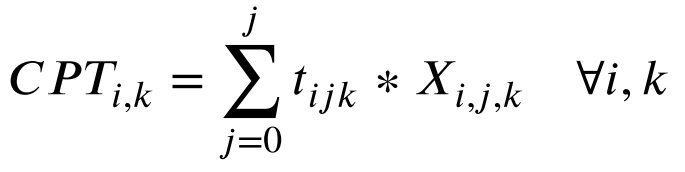 CPT_{i,k} = \sum_{j=0}^{j} t_{ijk} * X_{i,j,k} \quad \forall i, k